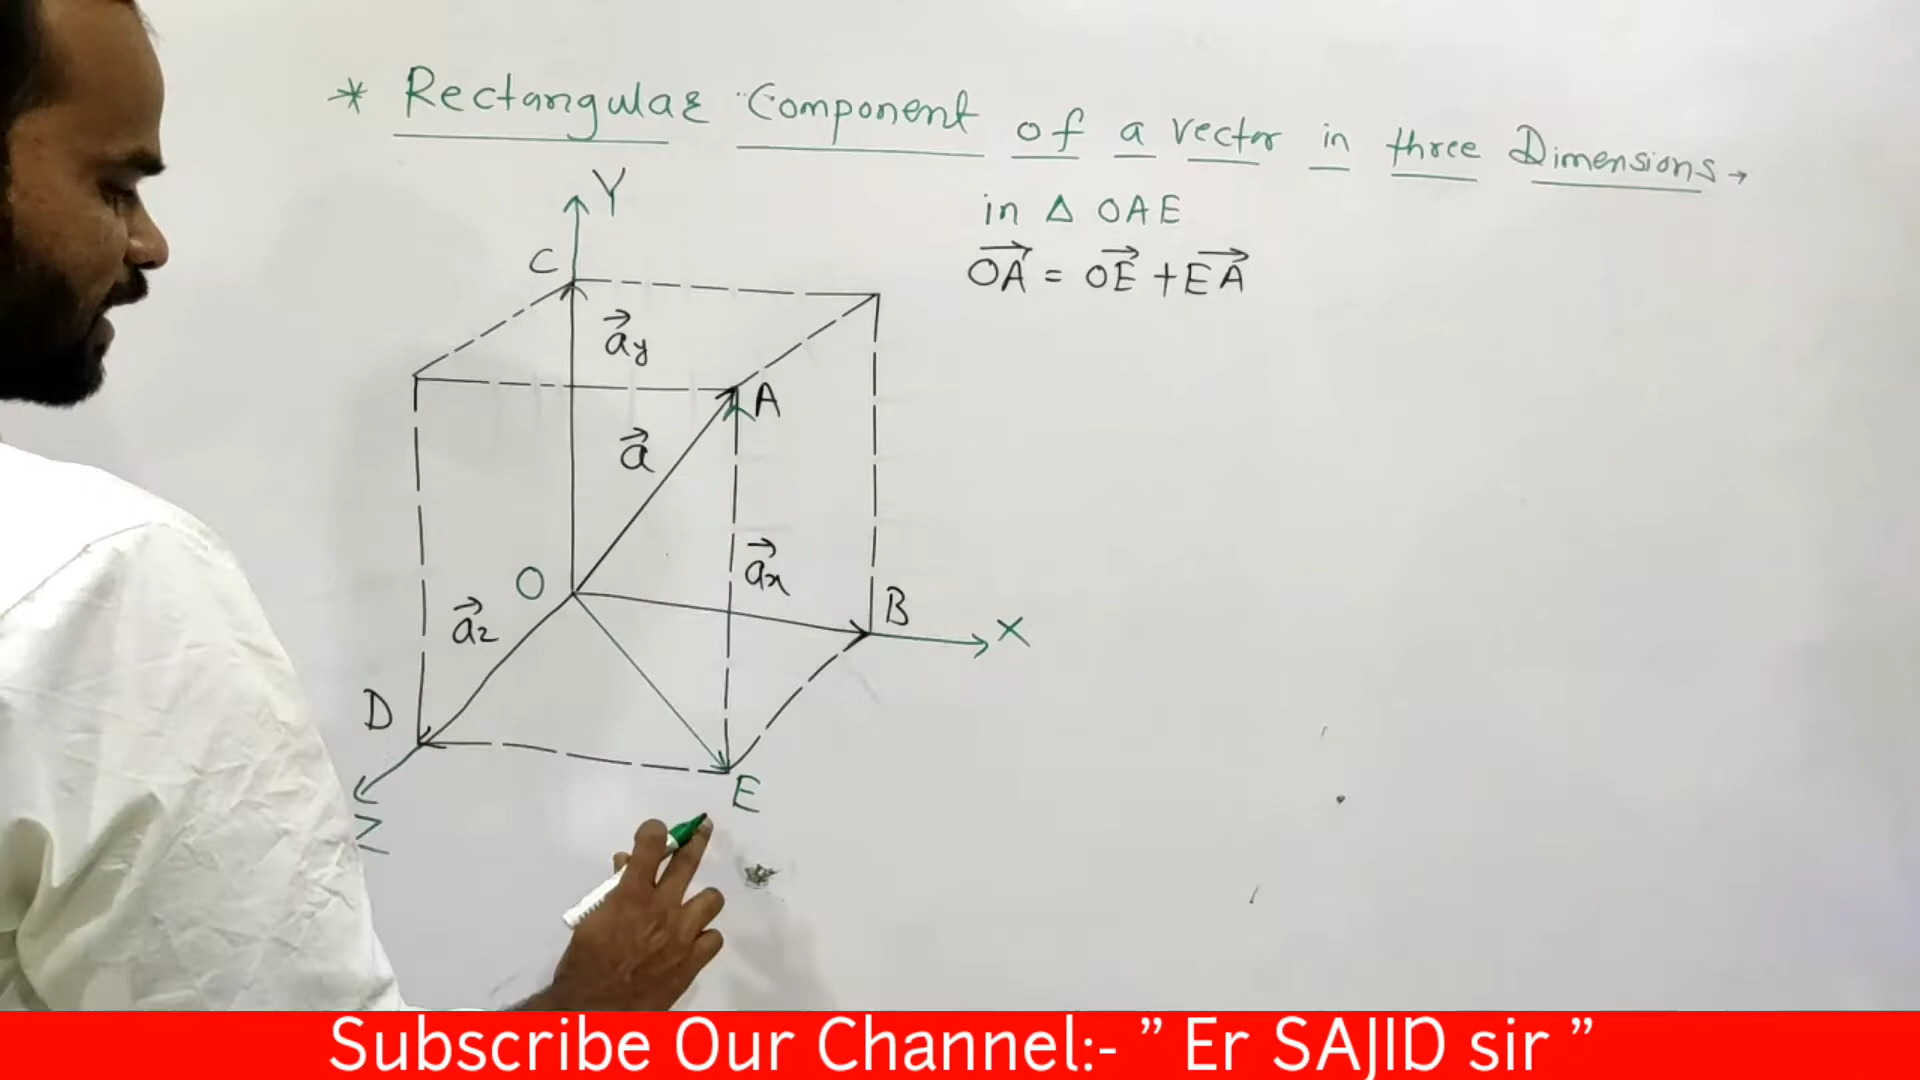 * Rectangular Component of a vector in three Dimensions →
Y
in △ OAE
C
OA = OE + EA
ay
A
a
ax
O
B
az
X
D
E
Z
Subscribe Our Channel:- ” Er SAJID sir ”